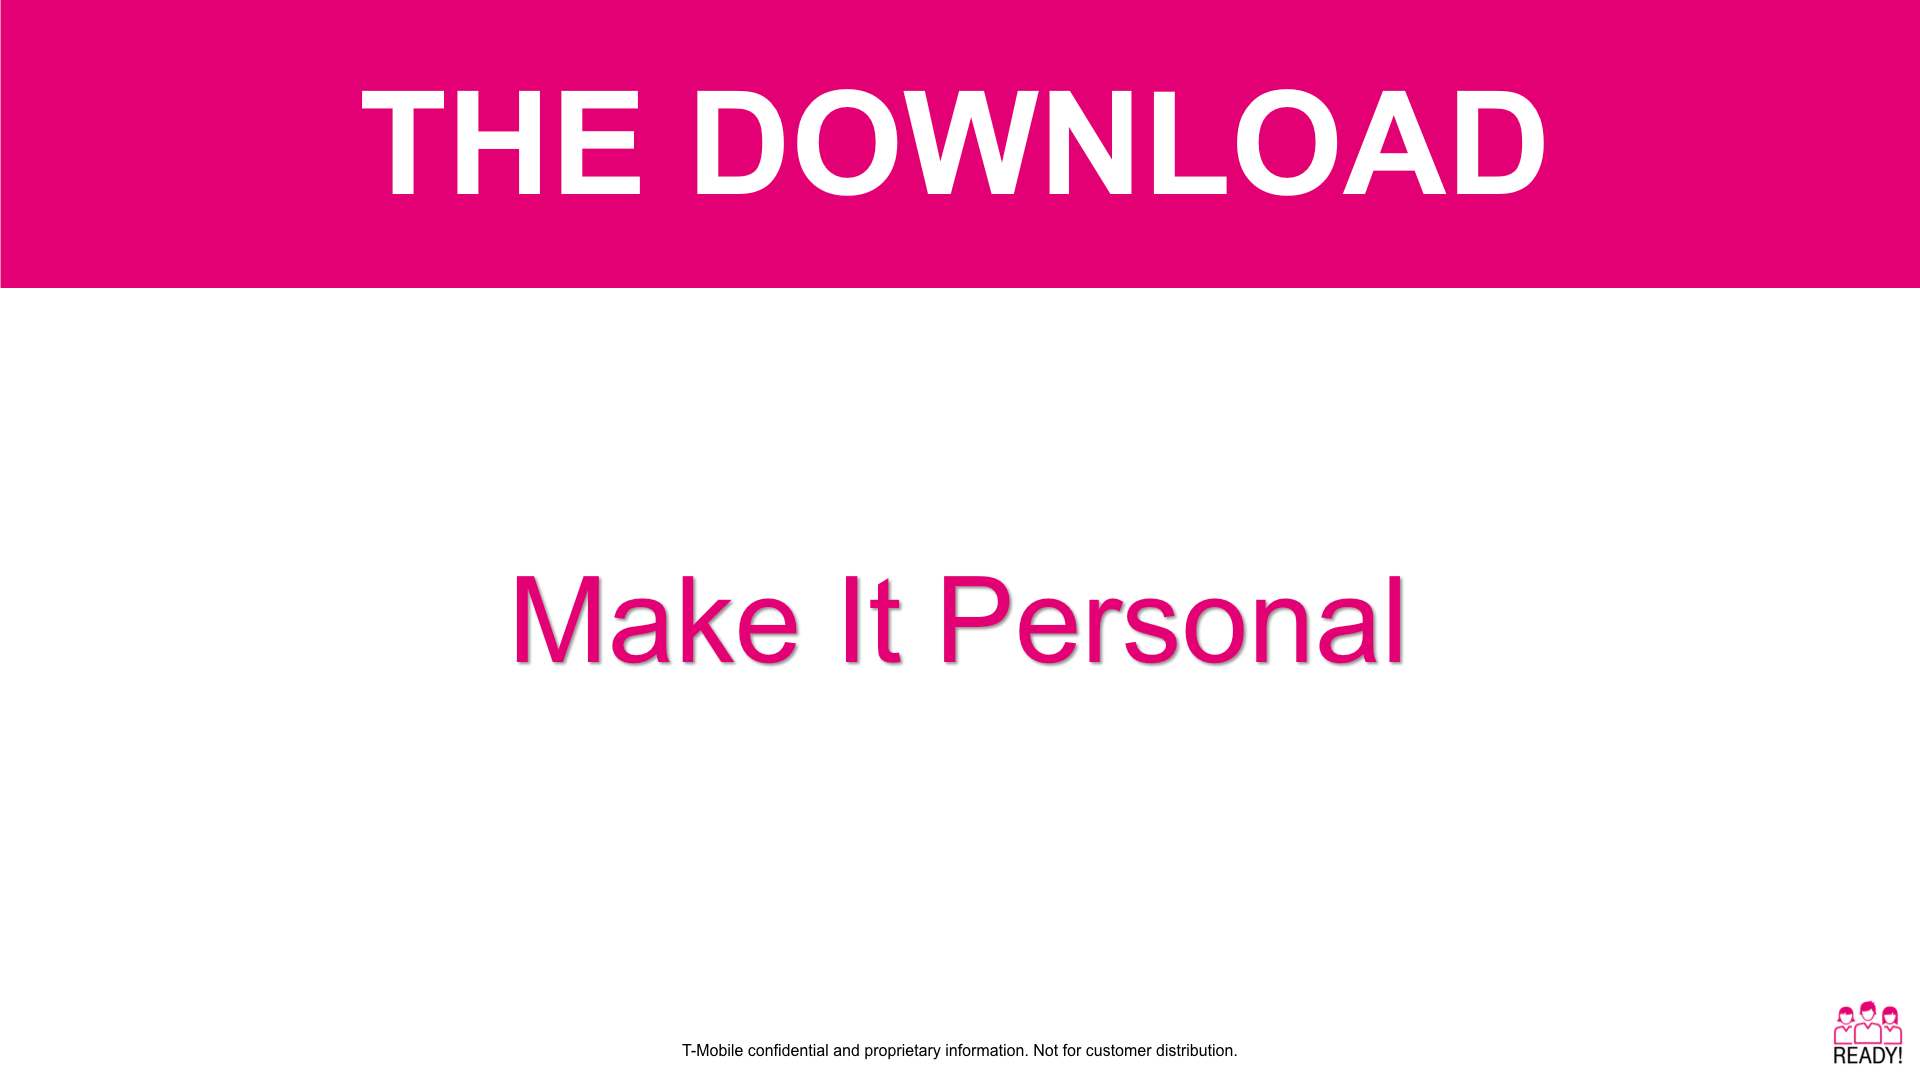 THE DOWNLOAD
Make It Personal
T-Mobile confidential and proprietary information. Not for customer distribution.
READY!